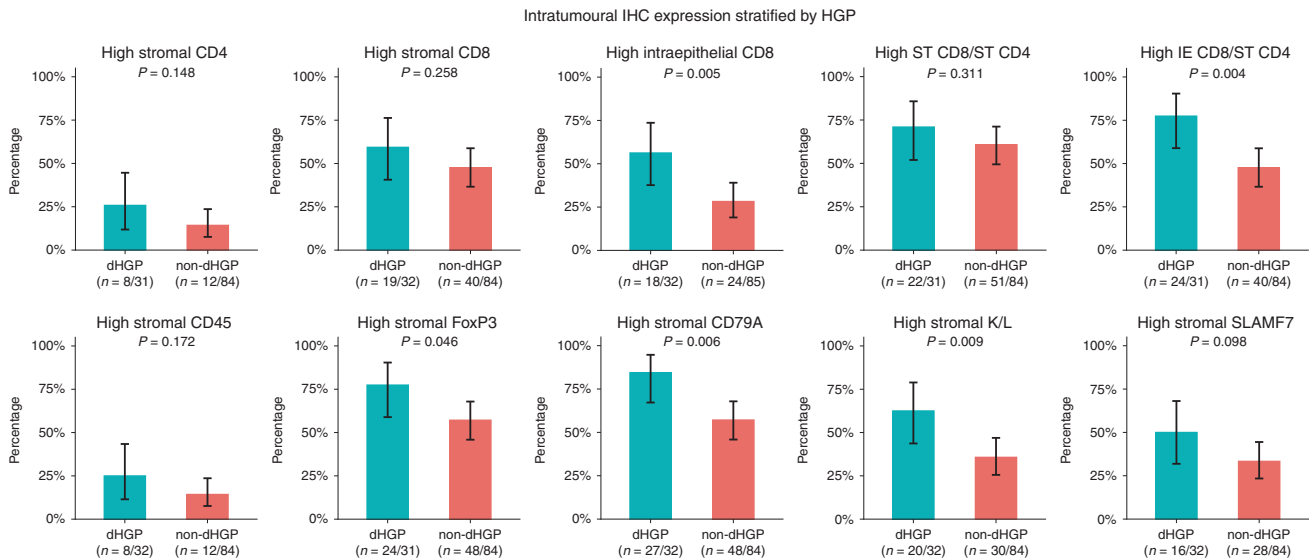 Intratumoural IHC expression stratified by HGP
High stromal CD4
P = 0.148
100%
75%
50%
25%
0%
Percentage
dHGP
(n = 8/31)
non-dHGP
(n = 12/84)
High stromal CD8
P = 0.258
100%
75%
50%
25%
0%
Percentage
dHGP
(n = 19/32)
non-dHGP
(n = 40/84)
High intraepithelial CD8
P = 0.005
100%
75%
50%
25%
0%
Percentage
dHGP
(n = 18/32)
non-dHGP
(n = 24/85)
High ST CD8/ST CD4
P = 0.311
100%
75%
50%
25%
0%
Percentage
dHGP
(n = 22/31)
non-dHGP
(n = 51/84)
High IE CD8/ST CD4
P = 0.004
100%
75%
50%
25%
0%
Percentage
dHGP
(n = 24/31)
non-dHGP
(n = 40/84)
High stromal CD45
P = 0.172
100%
75%
50%
25%
0%
Percentage
dHGP
(n = 8/32)
non-dHGP
(n = 12/84)
High stromal FoxP3
P = 0.046
100%
75%
50%
25%
0%
Percentage
dHGP
(n = 24/31)
non-dHGP
(n = 48/84)
High stromal CD79A
P = 0.006
100%
75%
50%
25%
0%
Percentage
dHGP
(n = 27/32)
non-dHGP
(n = 48/84)
High stromal K/L
P = 0.009
100%
75%
50%
25%
0%
Percentage
dHGP
(n = 20/32)
non-dHGP
(n = 30/84)
High stromal SLAMF7
P = 0.098
100%
75%
50%
25%
0%
Percentage
dHGP
(n = 16/32)
non-dHGP
(n = 28/84)